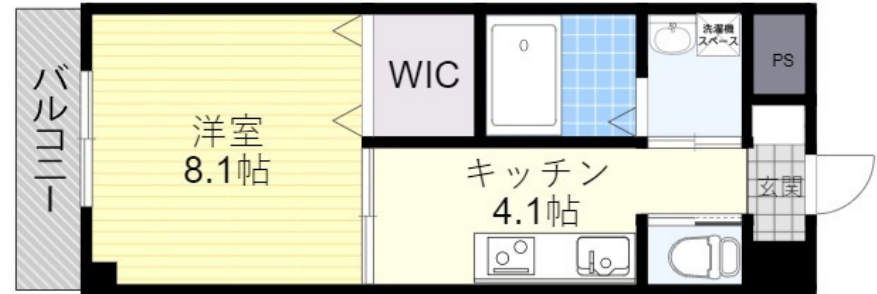 バルコニー
洋室
8.1帖
WIC
キッチン
4.1帖
洗濯機
スペース
PS
玄関